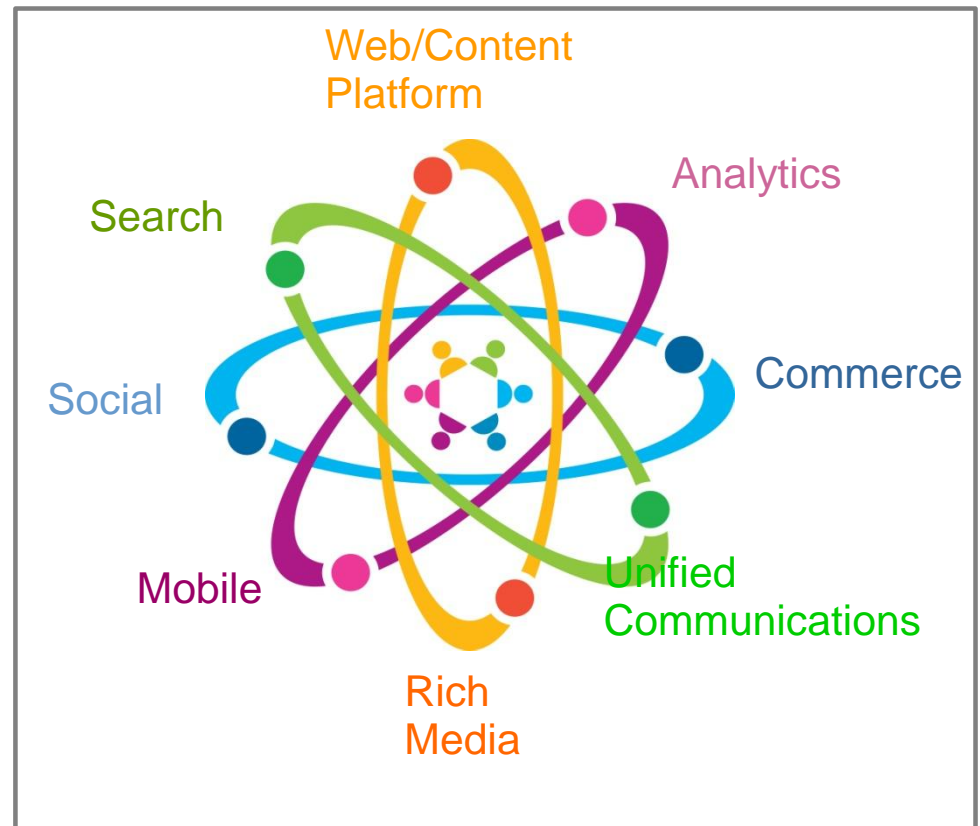 Web/Content
Platform
Analytics
Search
Commerce
Social
Unified
Communications
Mobile
Rich
Media